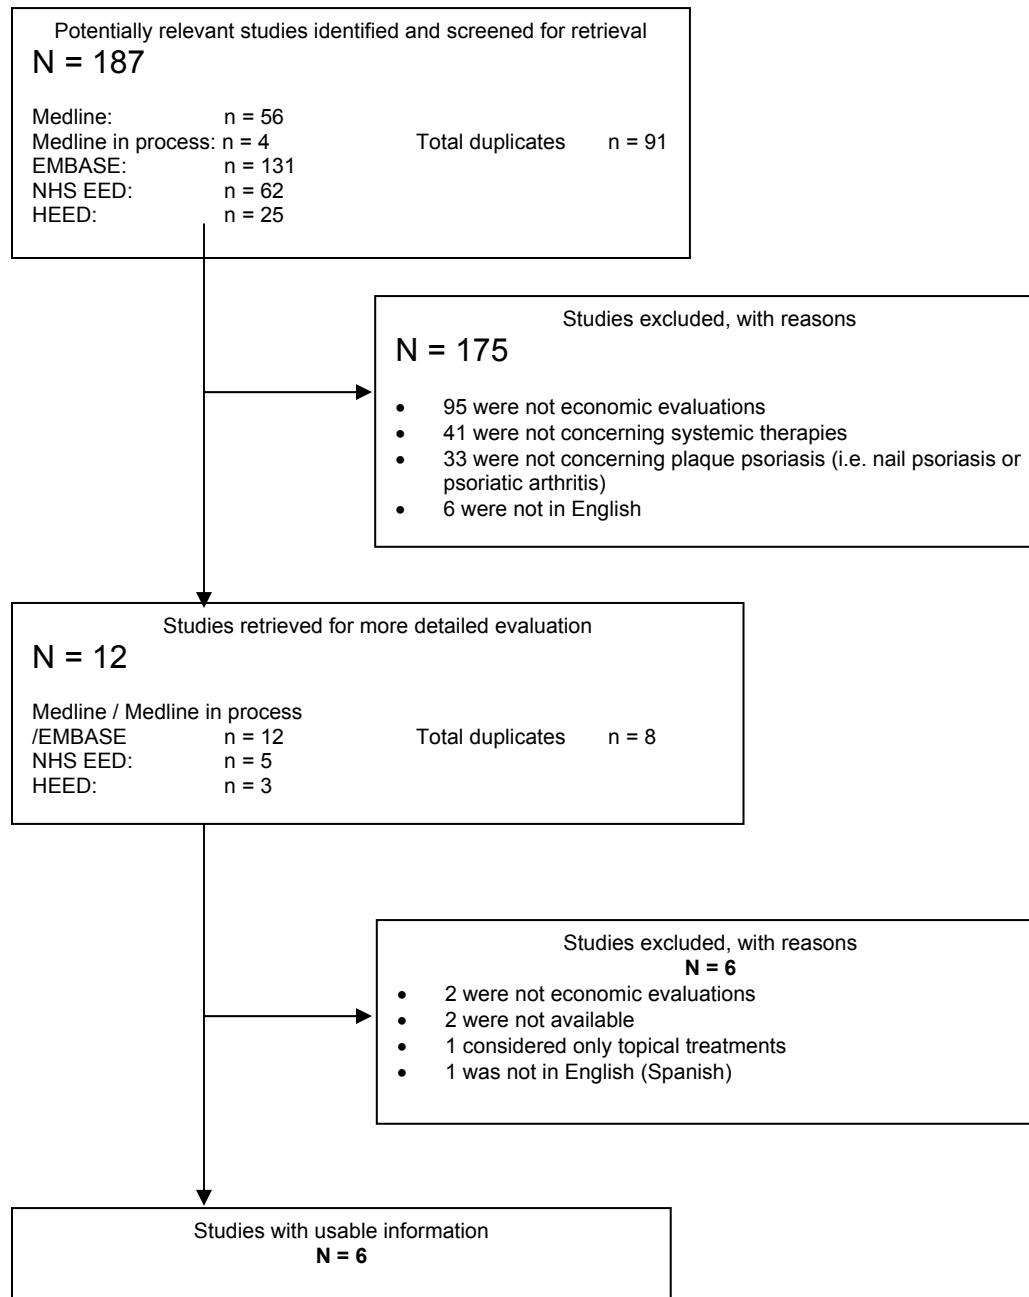 Potentially relevant studies identified and screened for retrieval
N = 187
Medline: n = 56
Medline in process: n = 4 Total duplicates n = 91
EMBASE: n = 131
NHS EED: n = 62
HEED: n = 25
Studies excluded, with reasons
N = 175
• 95 were not economic evaluations
• 41 were not concerning systemic therapies
• 33 were not concerning plaque psoriasis (i.e. nail psoriasis or
psoriatic arthritis)
• 6 were not in English
Studies retrieved for more detailed evaluation
N = 12
Medline / Medline in process
/EMBASE n = 12 Total duplicates n = 8
NHS EED: n = 5
HEED: n = 3
Studies excluded, with reasons
N = 6
• 2 were not economic evaluations
• 2 were not available
• 1 considered only topical treatments
• 1 was not in English (Spanish)
Studies with usable information
N = 6